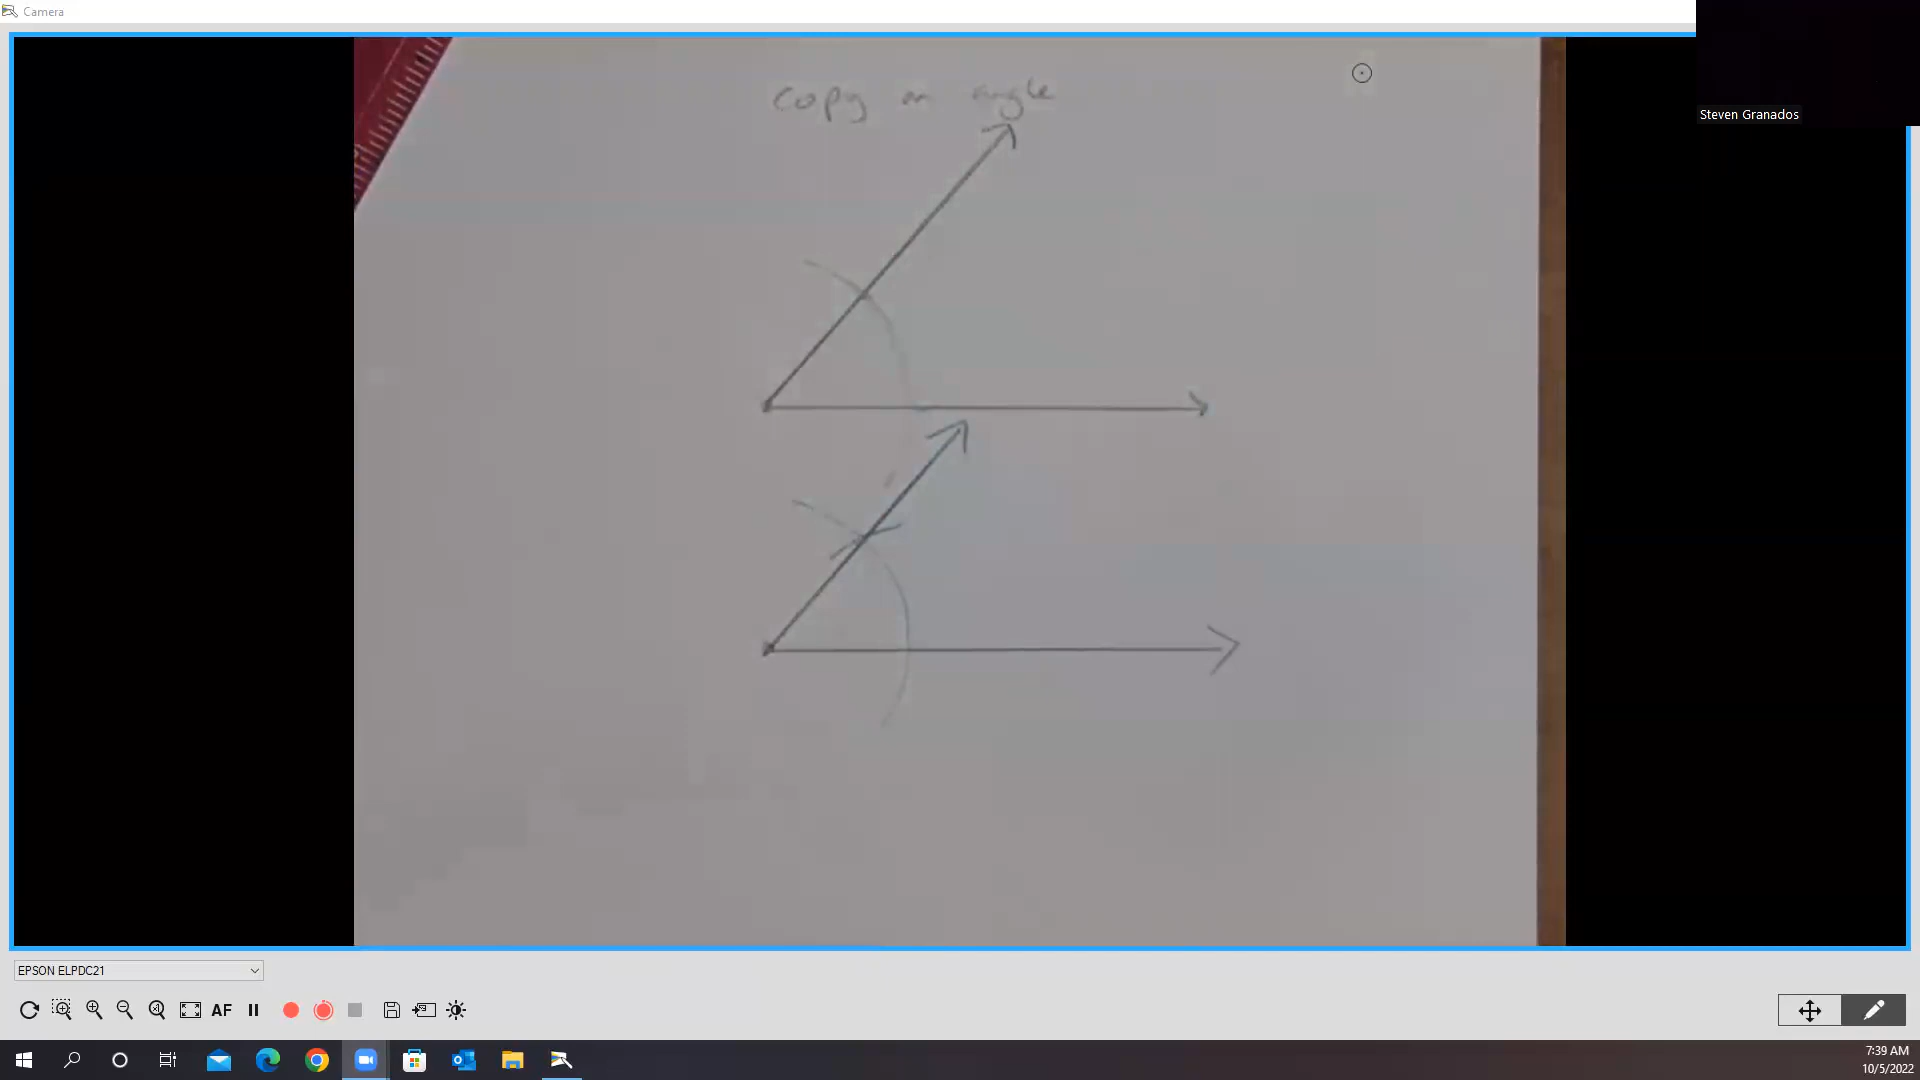 Camera
Steven Granados
copy an angle
EPSON ELPDC21
AF
7:39 AM
10/5/2022